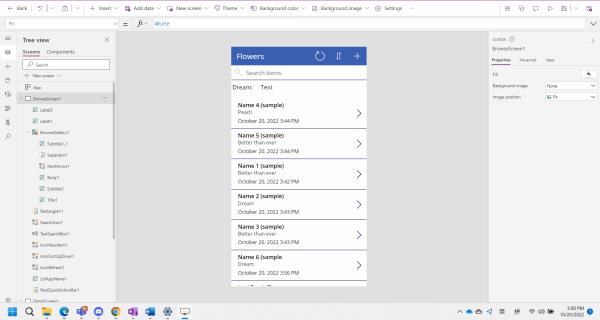 Back
Insert
Add data
New screen
Theme
Background color
Background image
Settings
Fill
=
fx
White
Tree view
Screens
Components
Search
+ New screen
App
BrowseScreen1
Label2
Label1
BrowseGallery1
Subtitle1_1
Separator1
NextArrow1
Body1
Subtitle1
Title1
Rectangle11
SearchIcon1
TextSearchBox1
IconNewItem1
IconSortUpDown1
IconRefresh1
LblAppName1
RectQuickActionBar1
Flowers
Search items
Dream: Text
Name 4 (sample)
Peach
October 20, 2022 3:44 PM
Name 5 (sample)
Better than ever
October 20, 2022 3:44 PM
Name 1 (sample)
Better than ever
October 20, 2022 3:42 PM
Name 2 (sample)
Dream
October 20, 2022 3:43 PM
Name 3 (sample)
Better than ever
October 20, 2022 3:43 PM
Name 6 (sample
Dream
October 20, 2022 3:56 PM
SCREEN
BrowseScreen1
Properties
Advanced
View
Fill
Background image
None
Image position
Fit
3:58 PM
10/20/2022